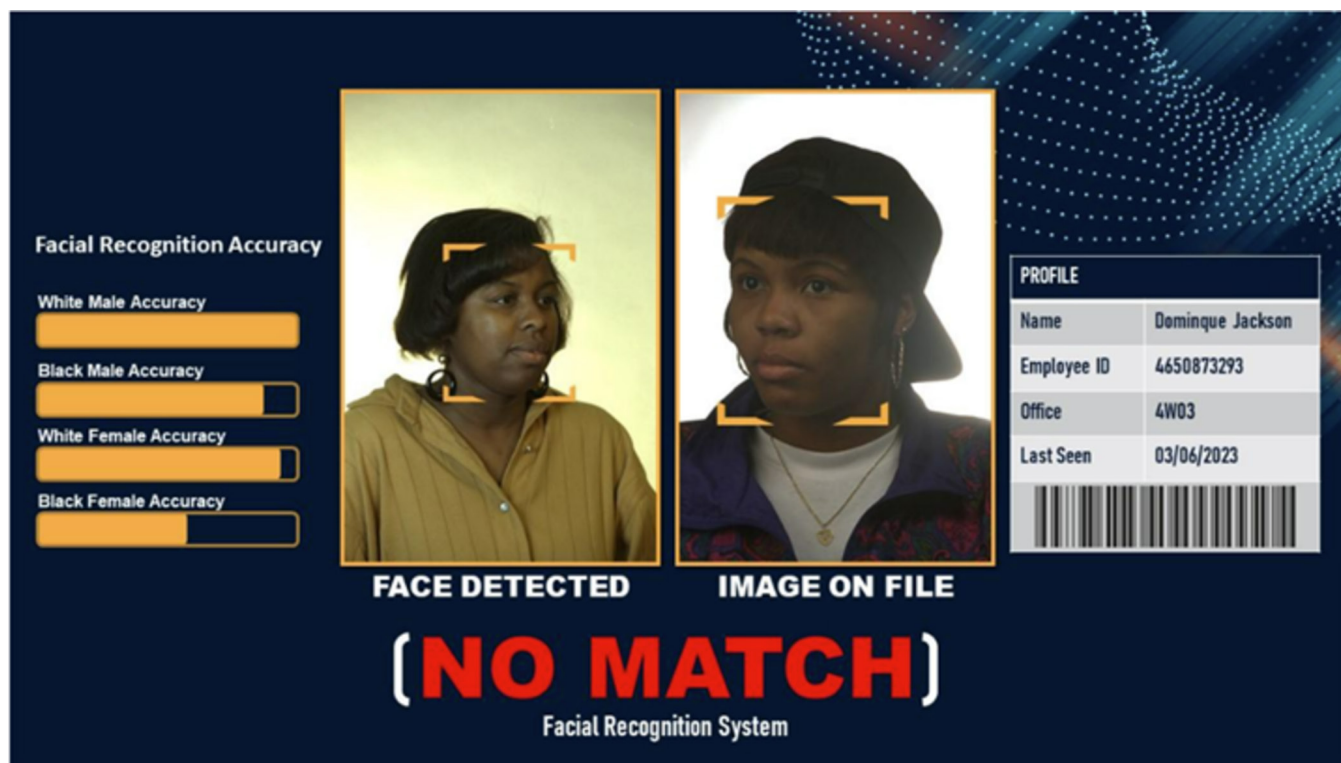 Facial Recognition Accuracy
White Male Accuracy
Black Male Accuracy
White Female Accuracy
Black Female Accuracy
FACE DETECTED
IMAGE ON FILE
(NO MATCH)
Facial Recognition System
PROFILE
Name Dominque Jackson
Employee ID 4650873293
Office 4W03
Last Seen 03/06/2023